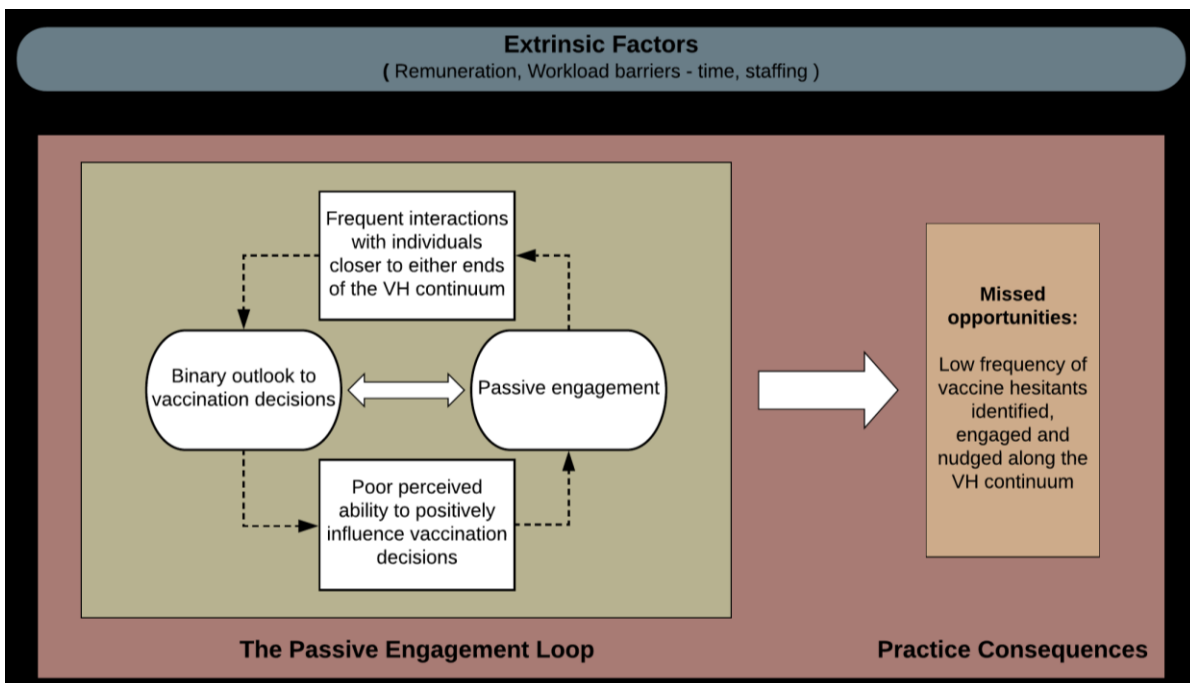 Extrinsic Factors
( Remuneration, Workload barriers - time, staffing )
Frequent interactions
with individuals
closer to either ends
of the VH continuum
Binary outlook to
vaccination decisions
Passive engagement
Poor perceived
ability to positively
influence vaccination
decisions
Missed
opportunities:
Low frequency of
vaccine hesitants
identified,
engaged and
nudged along the
VH continuum
The Passive Engagement Loop
Practice Consequences